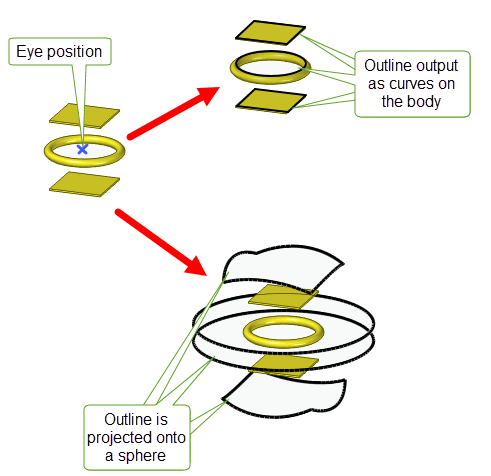 Eye position
Outline output
as curves on
the body
Outline is
projected onto
a sphere